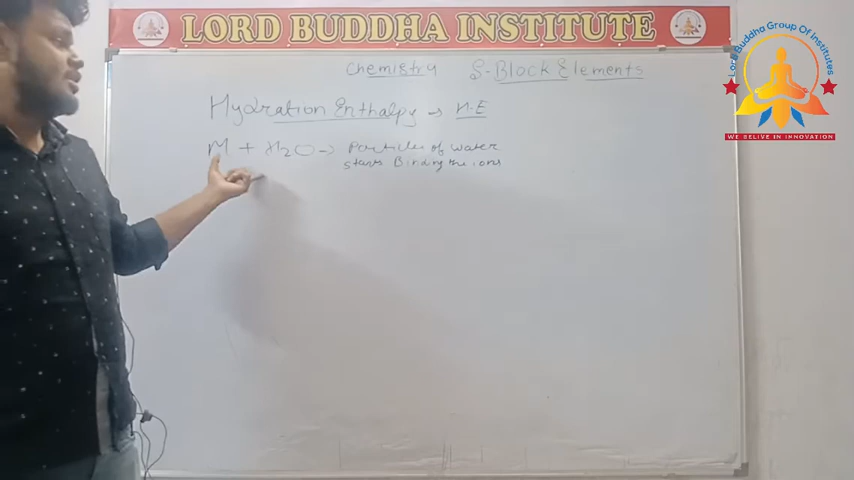 LORD BUDDHA INSTITUTE
Lord Buddha Group Of Institutes
WE BELIVE IN INNOVATION
Chemistry S-Block Elements
Hydration Enthalpy → H.E
M + H2O → Particles of water
starts Binding the ions